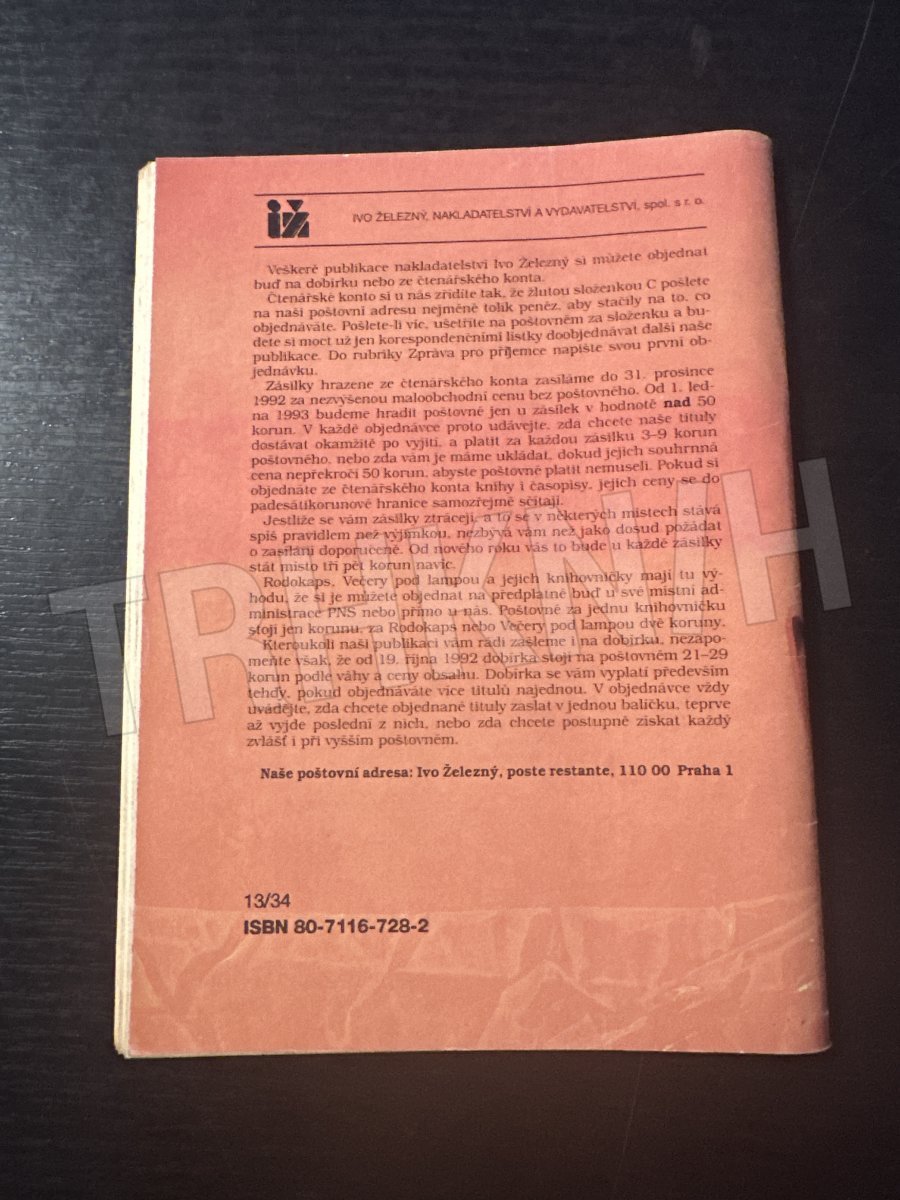 iž
IVO ŽELEZNÝ, NAKLADATELSTVÍ A VYDAVATELSTVÍ, spol. s r. o.
Veškeré publikace nakladatelství Ivo Železný si můžete objednat
buď na dobírku nebo ze čtenářského konta.
Čtenářské konto si u nás zřídíte tak, že žlutou složenkou C pošlete
na naši poštovní adresu nejméně tolik peněz, aby stačily na to, co
objednáváte. Pošlete-li víc, ušetříte na poštovném za složenku a bu-
dete si moct už jen korespondenčními lístky doobjednávat další naše
publikace. Do rubriky Zpráva pro příjemce napište svou první ob-
jednávku.
Zásilky hrazené ze čtenářského konta zasíláme do 31. prosince
1992 za nezvýšenou maloobchodní cenu bez poštovného. Od 1. led-
na 1993 budeme hradit poštovné jen u zásilek v hodnotě nad 50
korun. V každé objednávce proto udávejte, zda chcete naše tituly
dostávat okamžitě po vyjití, a platit za každou zásilku 3–9 korun
poštovného, nebo zda vám je máme ukládat, dokud jejich souhrnná
cena nepřekročí 50 korun, abyste poštovné platit nemuseli. Pokud si
objednáte ze čtenářského konta knihy i časopisy, jejich ceny se do
padesátikorunové hranice samozřejmě sčítají.
Jestliže se vám zásilky ztrácejí, a to se v některých místech stává
spíš pravidlem než výjimkou, nezbývá vám než jako dosud požádat
o zasílání doporučeně. Od nového roku vás to bude u každé zásilky
stát místo tří pět korun navíc.
Rodokaps, Večery pod lampou a jejich knihovničky mají tu vý-
hodu, že si je můžete objednat na předplatné buď u své místní ad-
ministrace PNS nebo přímo u nás. Poštovné za jednu knihovničku
stojí jen korunu, za Rodokaps nebo Večery pod lampou dvě koruny.
Kteroukoli naši publikaci vám rádi zašleme i na dobírku, nezapo-
meňte však, že od 19. října 1992 dobírka stojí na poštovném 21–29
korun podle váhy a ceny obsahu. Dobírka se vám vyplatí především
tehdy, pokud objednáváte více titulů najednou. V objednávce vždy
uvádějte, zda chcete objednané tituly zaslat v jednou balíčku, teprve
až vyjde poslední z nich, nebo zda chcete postupně získat každý
zvlášť i při vyšším poštovném.
Naše poštovní adresa: Ivo Železný, poste restante, 110 00 Praha 1
13/34
ISBN 80-7116-728-2